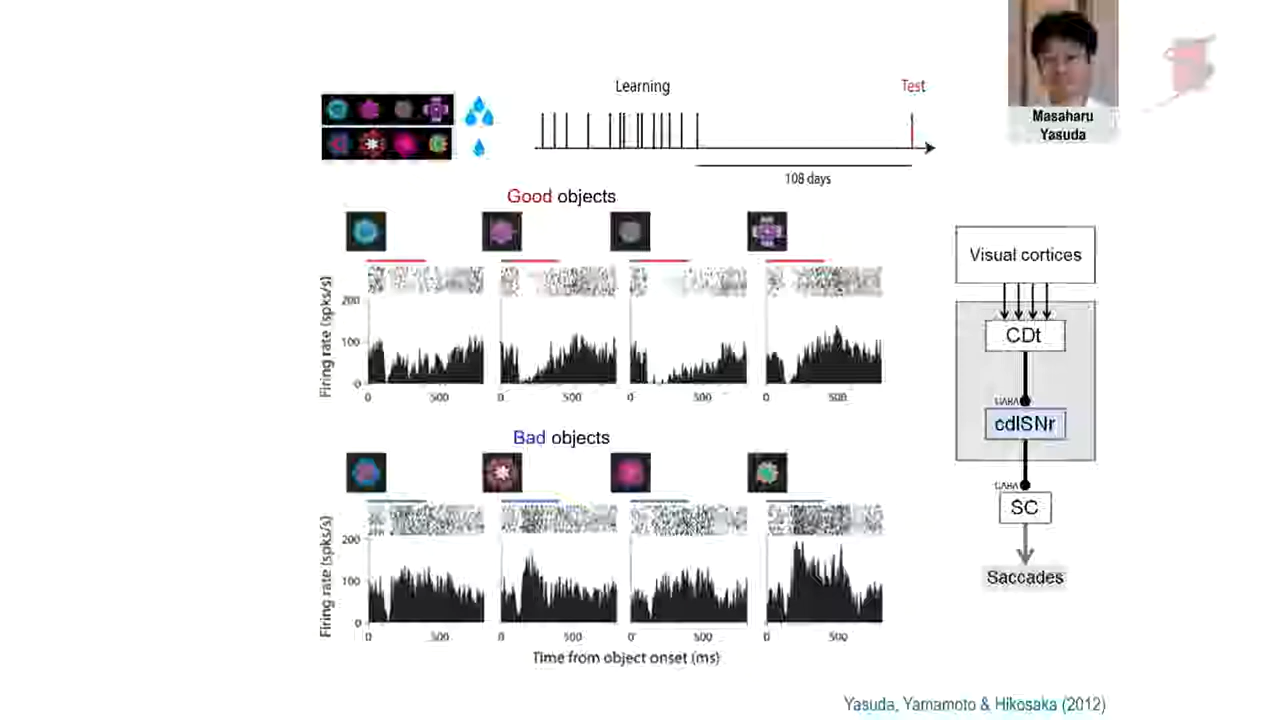 Learning
Test
Masaharu
Yasuda
108 days
Good objects
Visual cortices
Firing rate (spks/s)
200
100
0
CDt
0 500 0 500 0 500 0 500
GABA
cdlSNr
Bad objects
GABA
SC
Firing rate (spks/s)
200
100
0
Saccades
0 500 0 500 0 500 0 500
Time from object onset (ms)
Yasuda, Yamamoto & Hikosaka (2012)